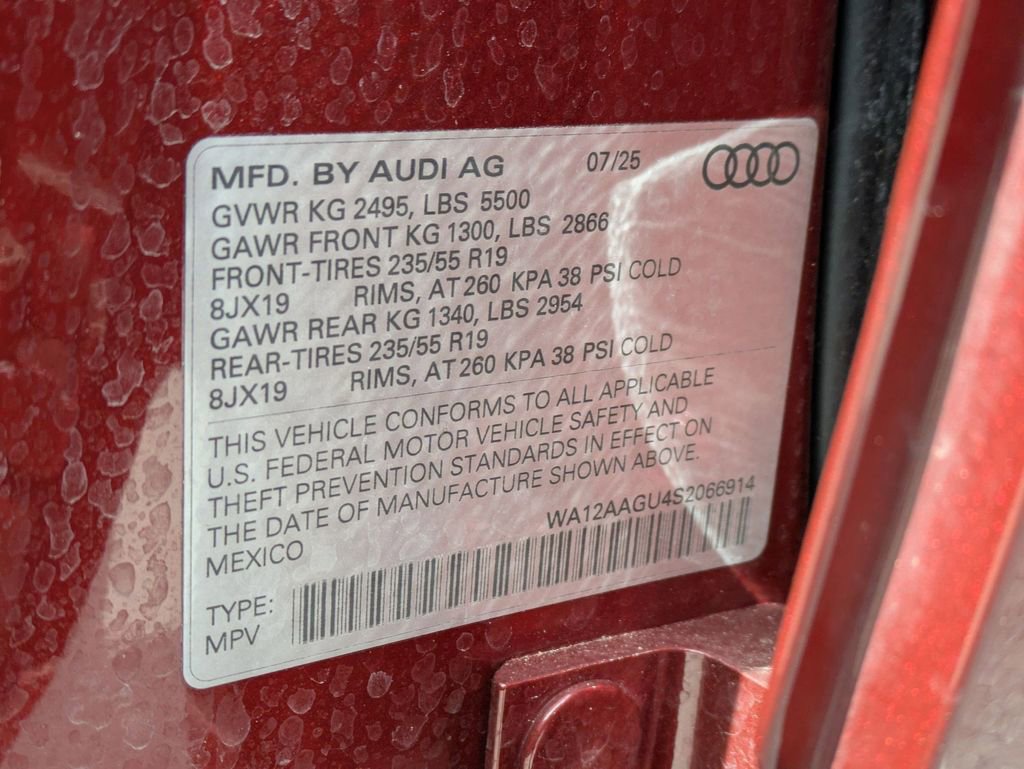 MFD. BY AUDI AG 07/25
GVWR KG 2495, LBS 5500
GAWR FRONT KG 1300, LBS 2866
FRONT-TIRES 235/55 R19
8JX19 RIMS, AT 260 KPA 38 PSI COLD
GAWR REAR KG 1340, LBS 2954
REAR-TIRES 235/55 R19
8JX19 RIMS, AT 260 KPA 38 PSI COLD
THIS VEHICLE CONFORMS TO ALL APPLICABLE
U.S. FEDERAL MOTOR VEHICLE SAFETY AND
THEFT PREVENTION STANDARDS IN EFFECT ON
THE DATE OF MANUFACTURE SHOWN ABOVE.
MEXICO WA12AAGU4S2066914
TYPE:
MPV